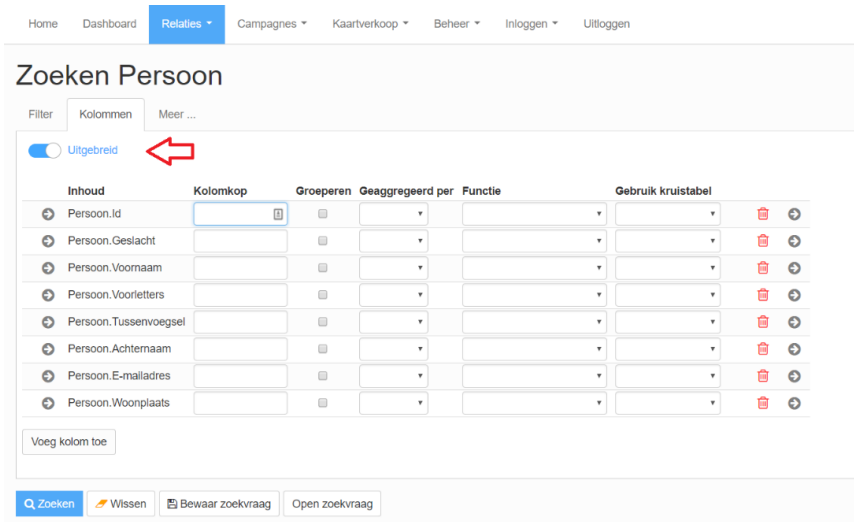 Home Dashboard Relaties Campagnes Kaartverkoop Beheer Inloggen Uitloggen
Zoeken Persoon
Filter Kolommen Meer ...
Uitgebreid
Inhoud Kolomkop Groeperen Geaggregeerd per Functie Gebruik kruistabel
Persoon.Id
Persoon.Geslacht
Persoon.Voornaam
Persoon.Voorletters
Persoon.Tussenvoegsel
Persoon.Achternaam
Persoon.E-mailadres
Persoon.Woonplaats
Voeg kolom toe
Zoeken Wissen Bewaar zoekvraag Open zoekvraag